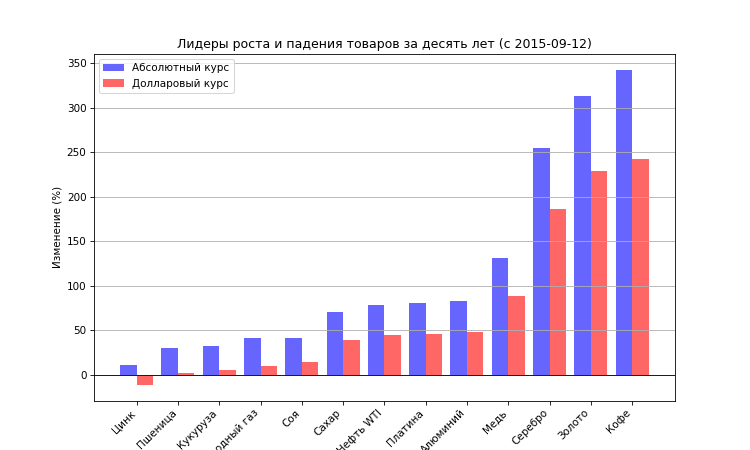 Лидеры роста и падения товаров за десять лет (с 2015-09-12)
Абсолютный курс
Долларовый курс
Изменение (%)
350
300
250
200
150
100
50
0
Цинк
Пшеница
Кукуруза
одный газ
Соя
Сахар
Нефть WTI
Платина
Алюминий
Медь
Серебро
Золото
Кофе